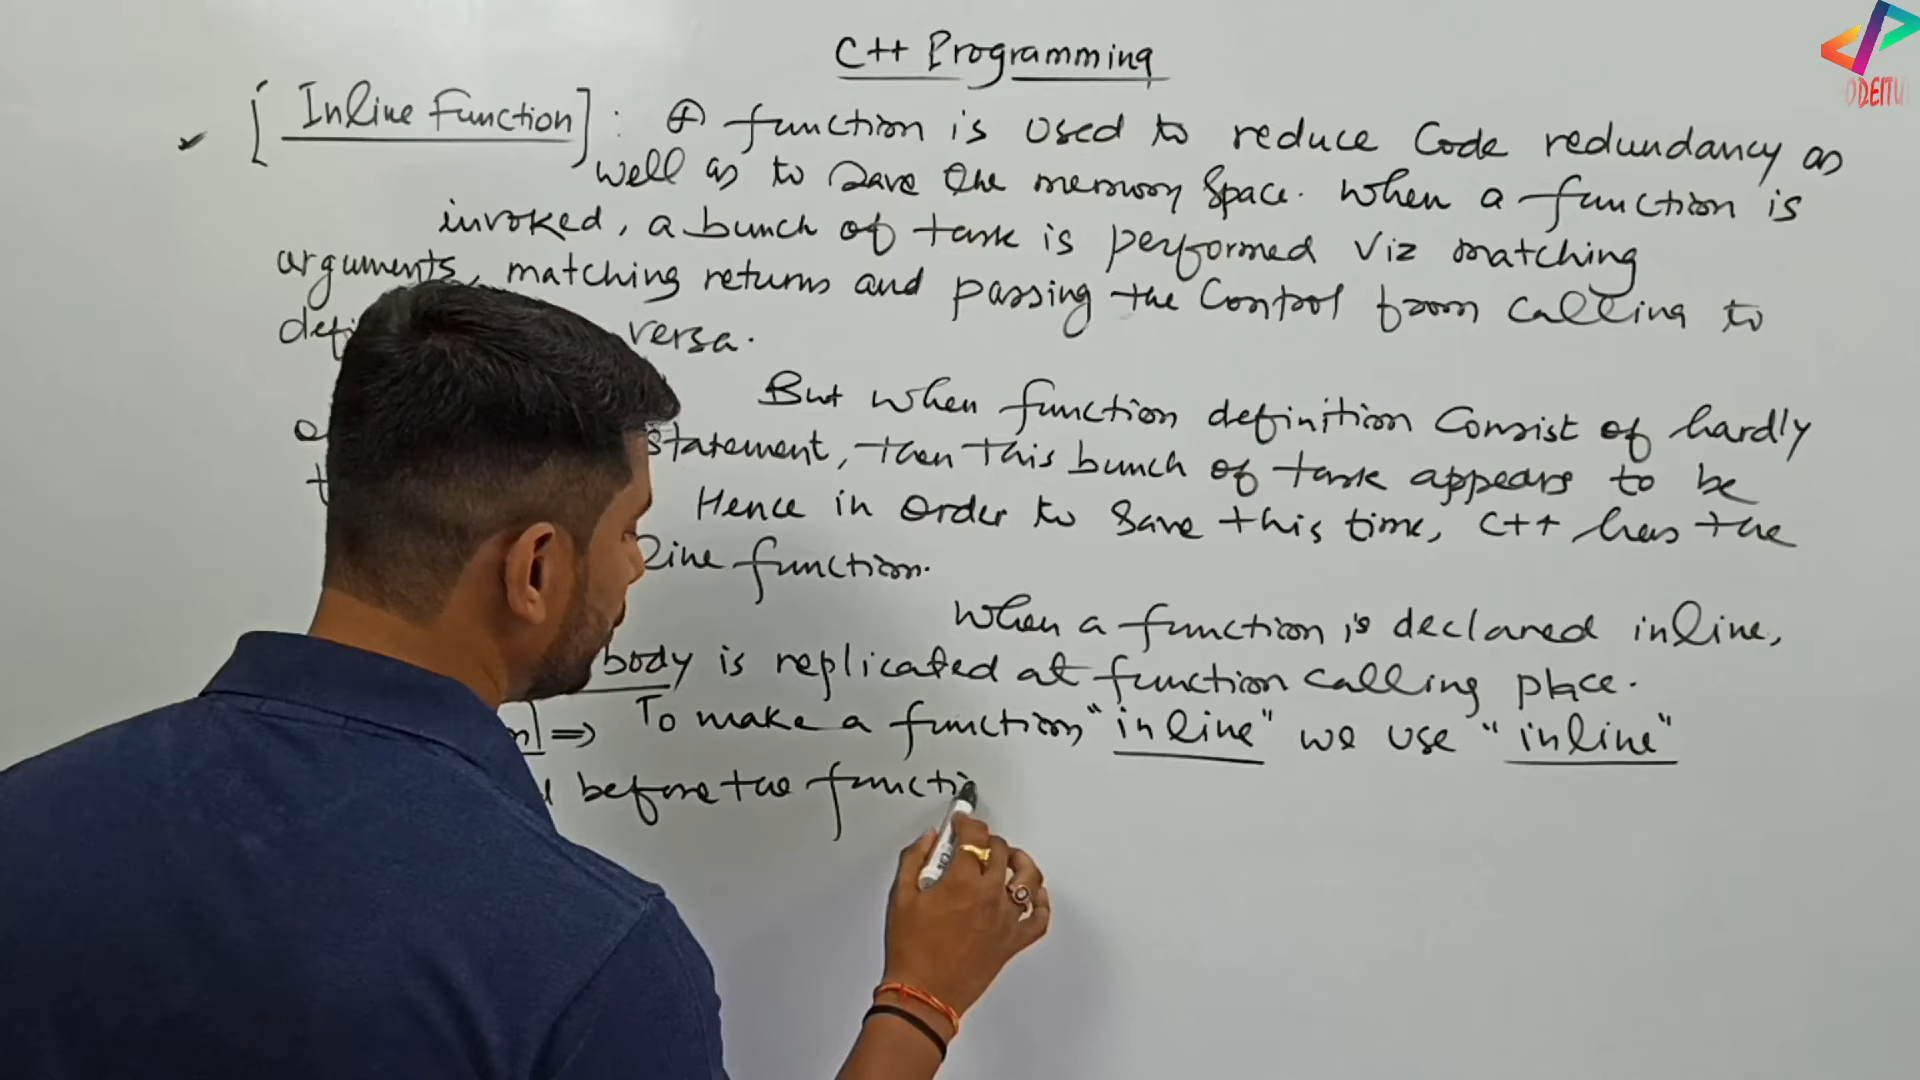 C++ Programming
[Inline Function] : A function is used to reduce Code redundancy as
well as to save the memory space. When a function is
invoked, a bunch of task is performed viz matching
arguments, matching returns and passing the Control from calling to
versa.
But when function definition Consist of hardly
statement, then this bunch of task appears to be
Hence in order to save this time, C++ has the
line function.
When a function is declared inline,
body is replicated at function calling place.
⇒ To make a function "inline" we use "inline"
before the functi